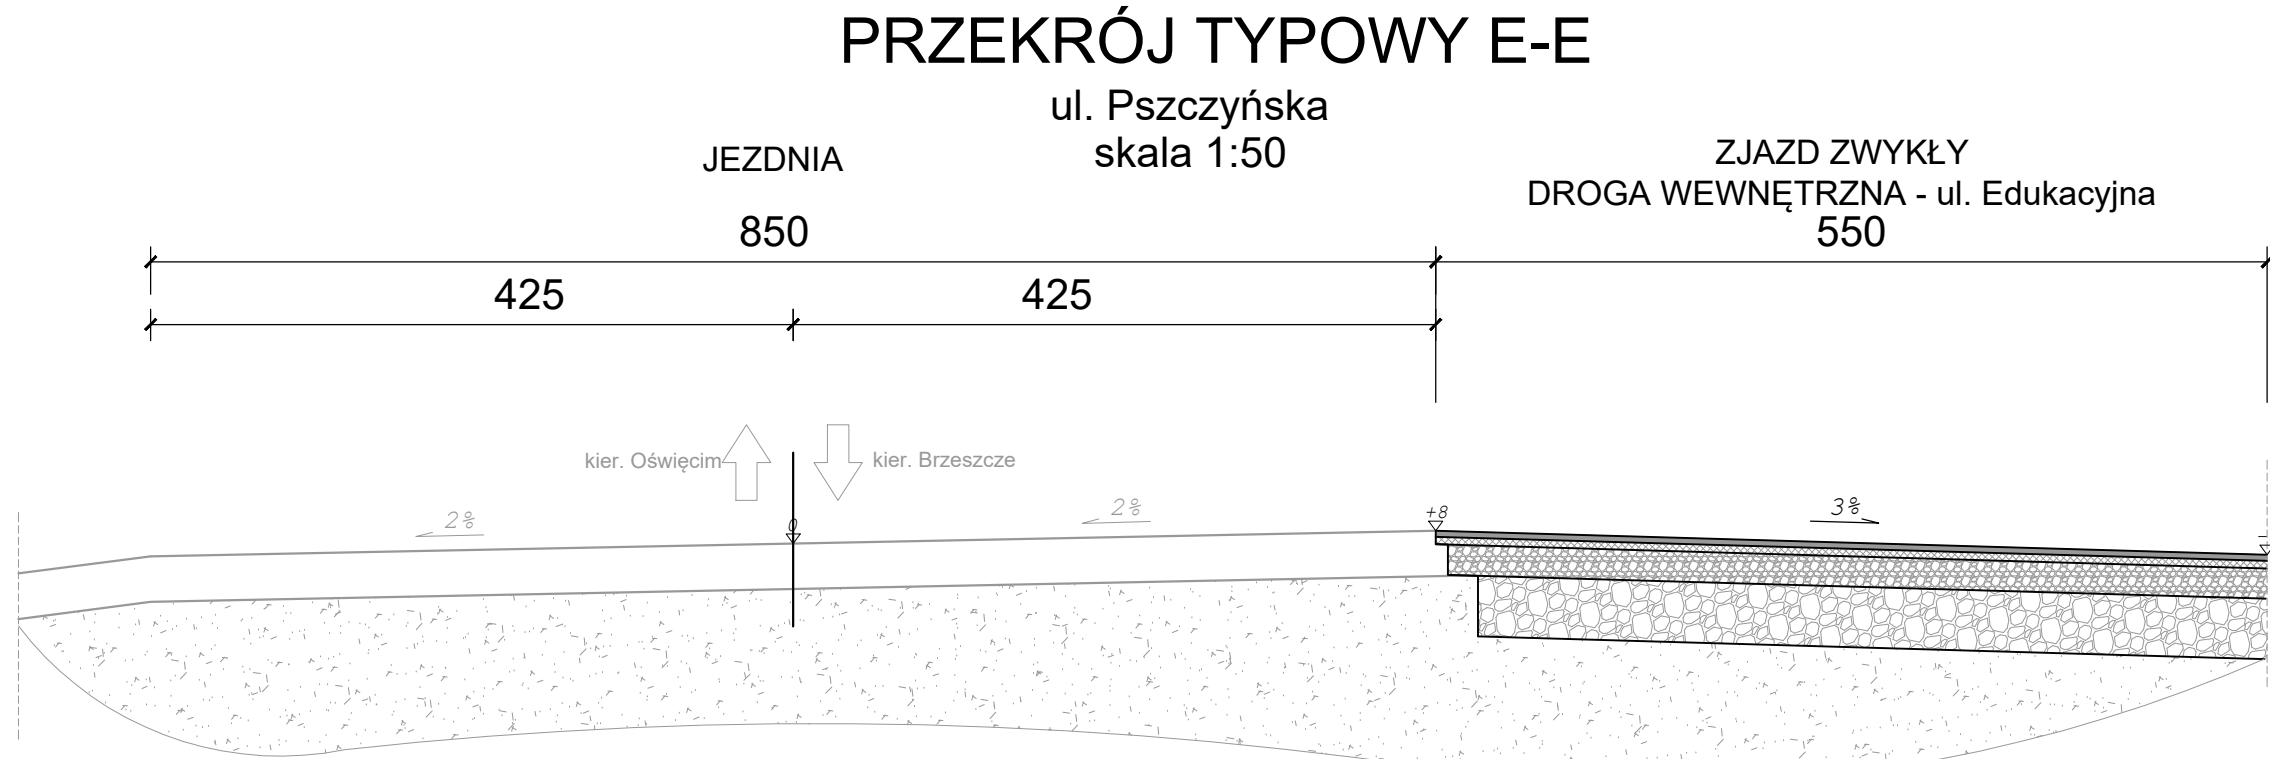 PRZEKRÓJ TYPOWY E-E
ul. Pszczyńska
skala 1:50
JEZDNIA
ZJAZD ZWYKŁY
DROGA WEWNĘTRZNA - ul. Edukacyjna
850
550
425
425
kier. Oświęcim
kier. Brzeszcze
2%
0
2%
+8
3%